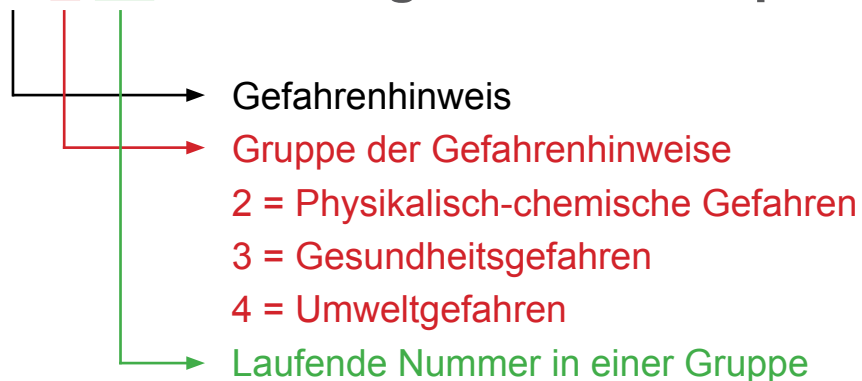 Gefahrenhinweis
Gruppe der Gefahrenhinweise
2 = Physikalisch-chemische Gefahren
3 = Gesundheitsgefahren
4 = Umweltgefahren
Laufende Nummer in einer Gruppe